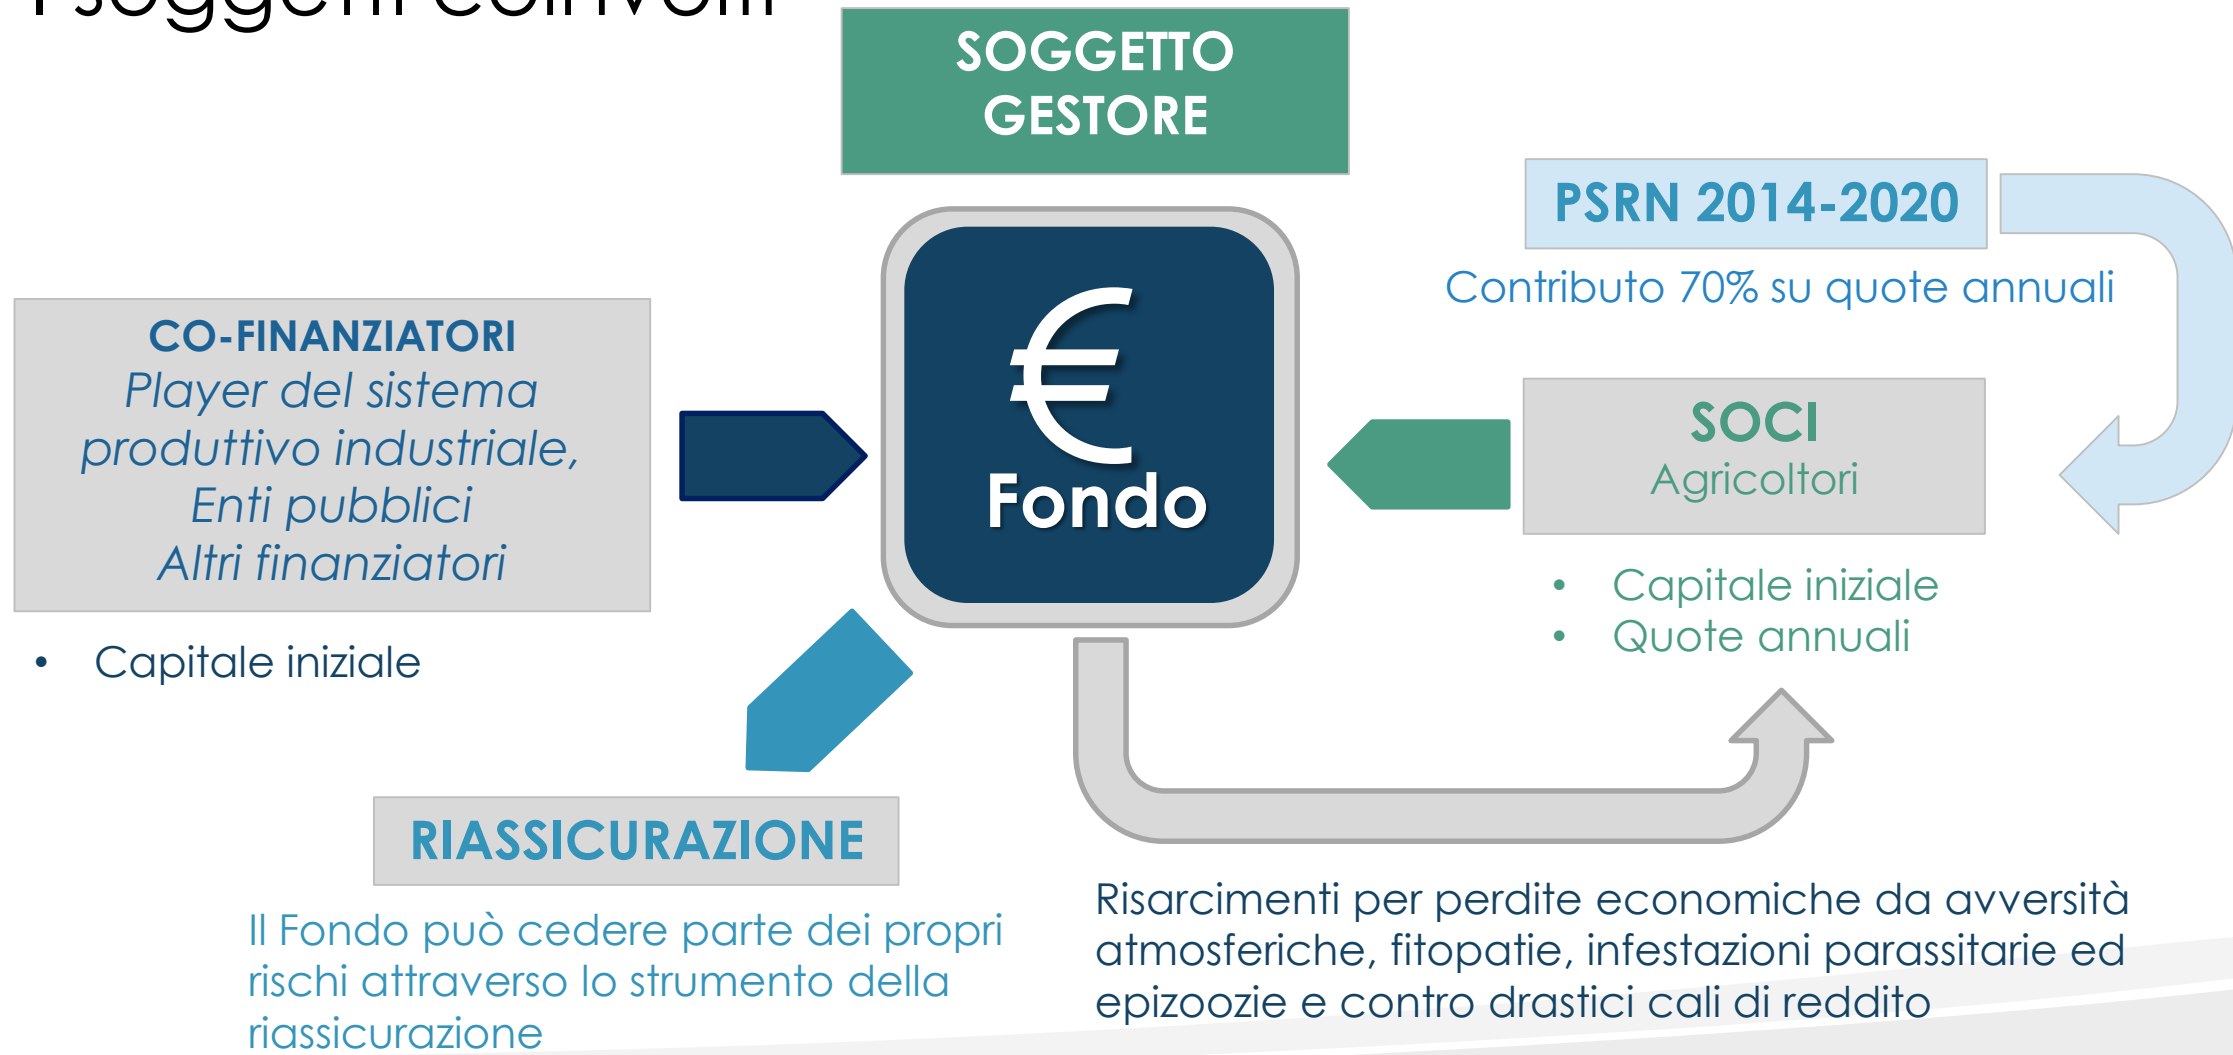 I soggetti coinvolti
SOGGETTO
GESTORE
PSRN 2014-2020
Contributo 70% su quote annuali
CO-FINANZIATORI
Player del sistema
produttivo industriale,
Enti pubblici
Altri finanziatori
• Capitale iniziale
€
Fondo
SOCI
Agricoltori
• Capitale iniziale
• Quote annuali
RIASSICURAZIONE
Il Fondo può cedere parte dei propri
rischi attraverso lo strumento della
riassicurazione
Risarcimenti per perdite economiche da avversità
atmosferiche, fitopatie, infestazioni parassitarie ed
epizoozie e contro drastici cali di reddito